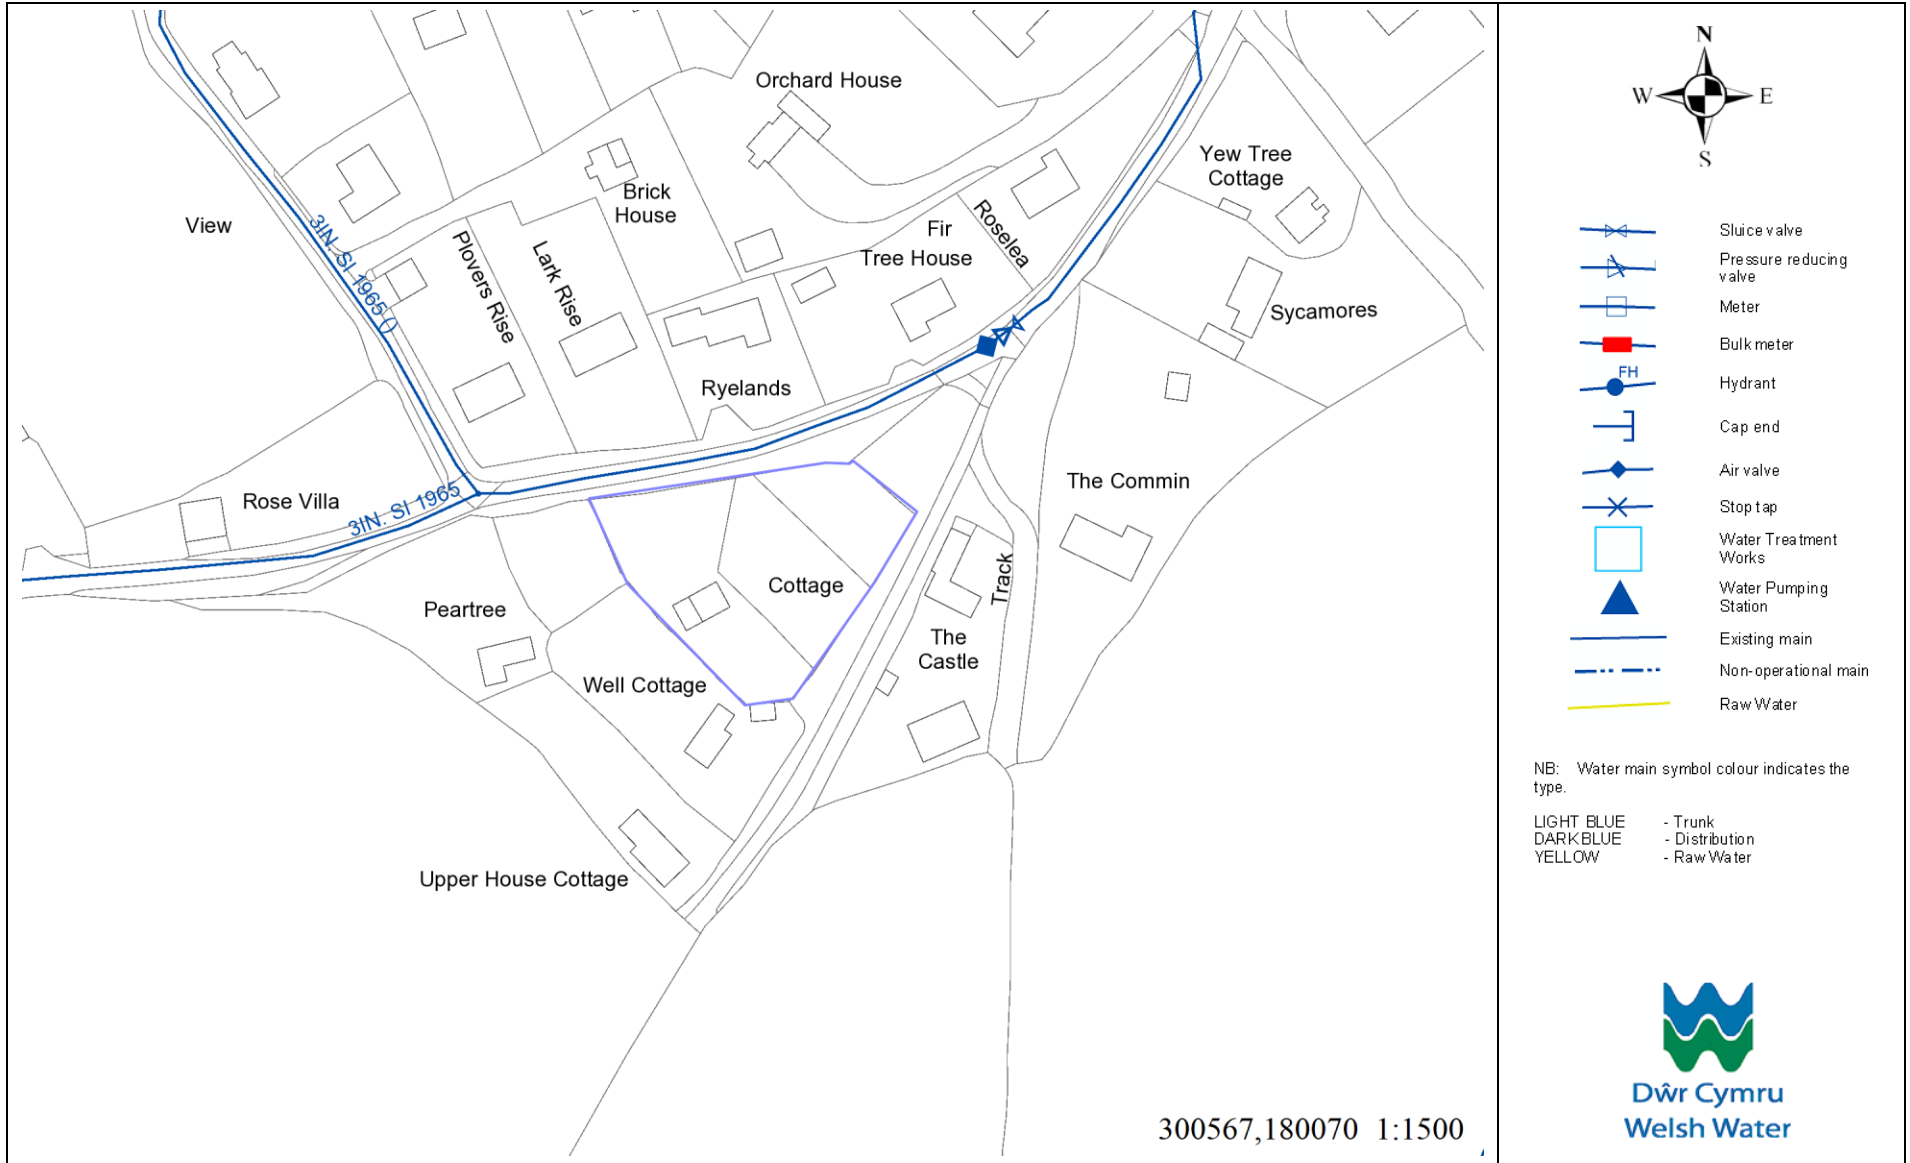 Orchard House
Yew Tree
Cottage
Brick
House
View
Roselea
Fir
Tree House
Plovers Rise
Lark Rise
3IN. SI 1965 ()
Sycamores
Ryelands
The Commin
Rose Villa
3IN. SI 1965
Cottage
Track
Peartree
The
Castle
Well Cottage
Upper House Cottage
300567,180070 1:1500
N
W E
S
Sluice valve
Pressure reducing
valve
Meter
Bulk meter
FH
Hydrant
Cap end
Air valve
Stop tap
Water Treatment
Works
Water Pumping
Station
Existing main
Non-operational main
Raw Water
NB: Water main symbol colour indicates the
type.
LIGHT BLUE - Trunk
DARK BLUE - Distribution
YELLOW - Raw Water
Dŵr Cymru
Welsh Water